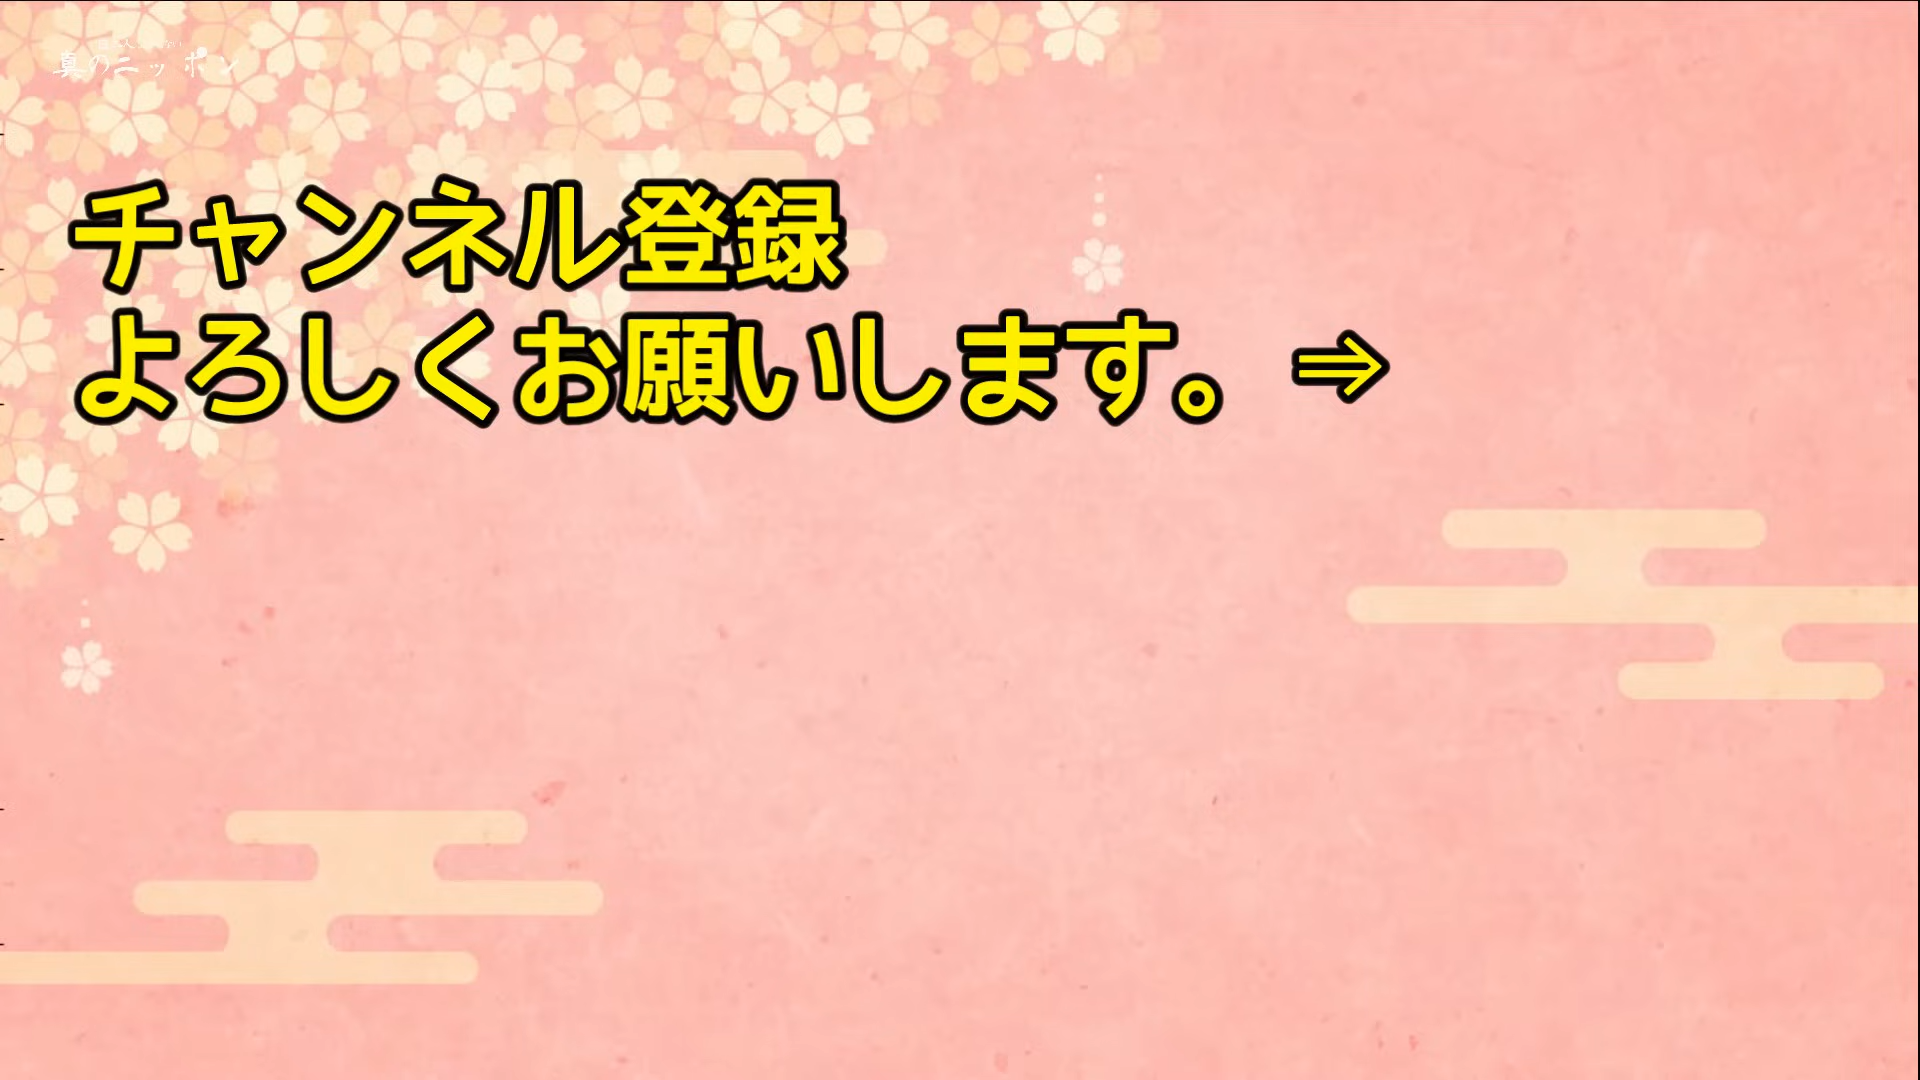 真のニッポン
チャンネル登録
よろしくお願いします。⇒